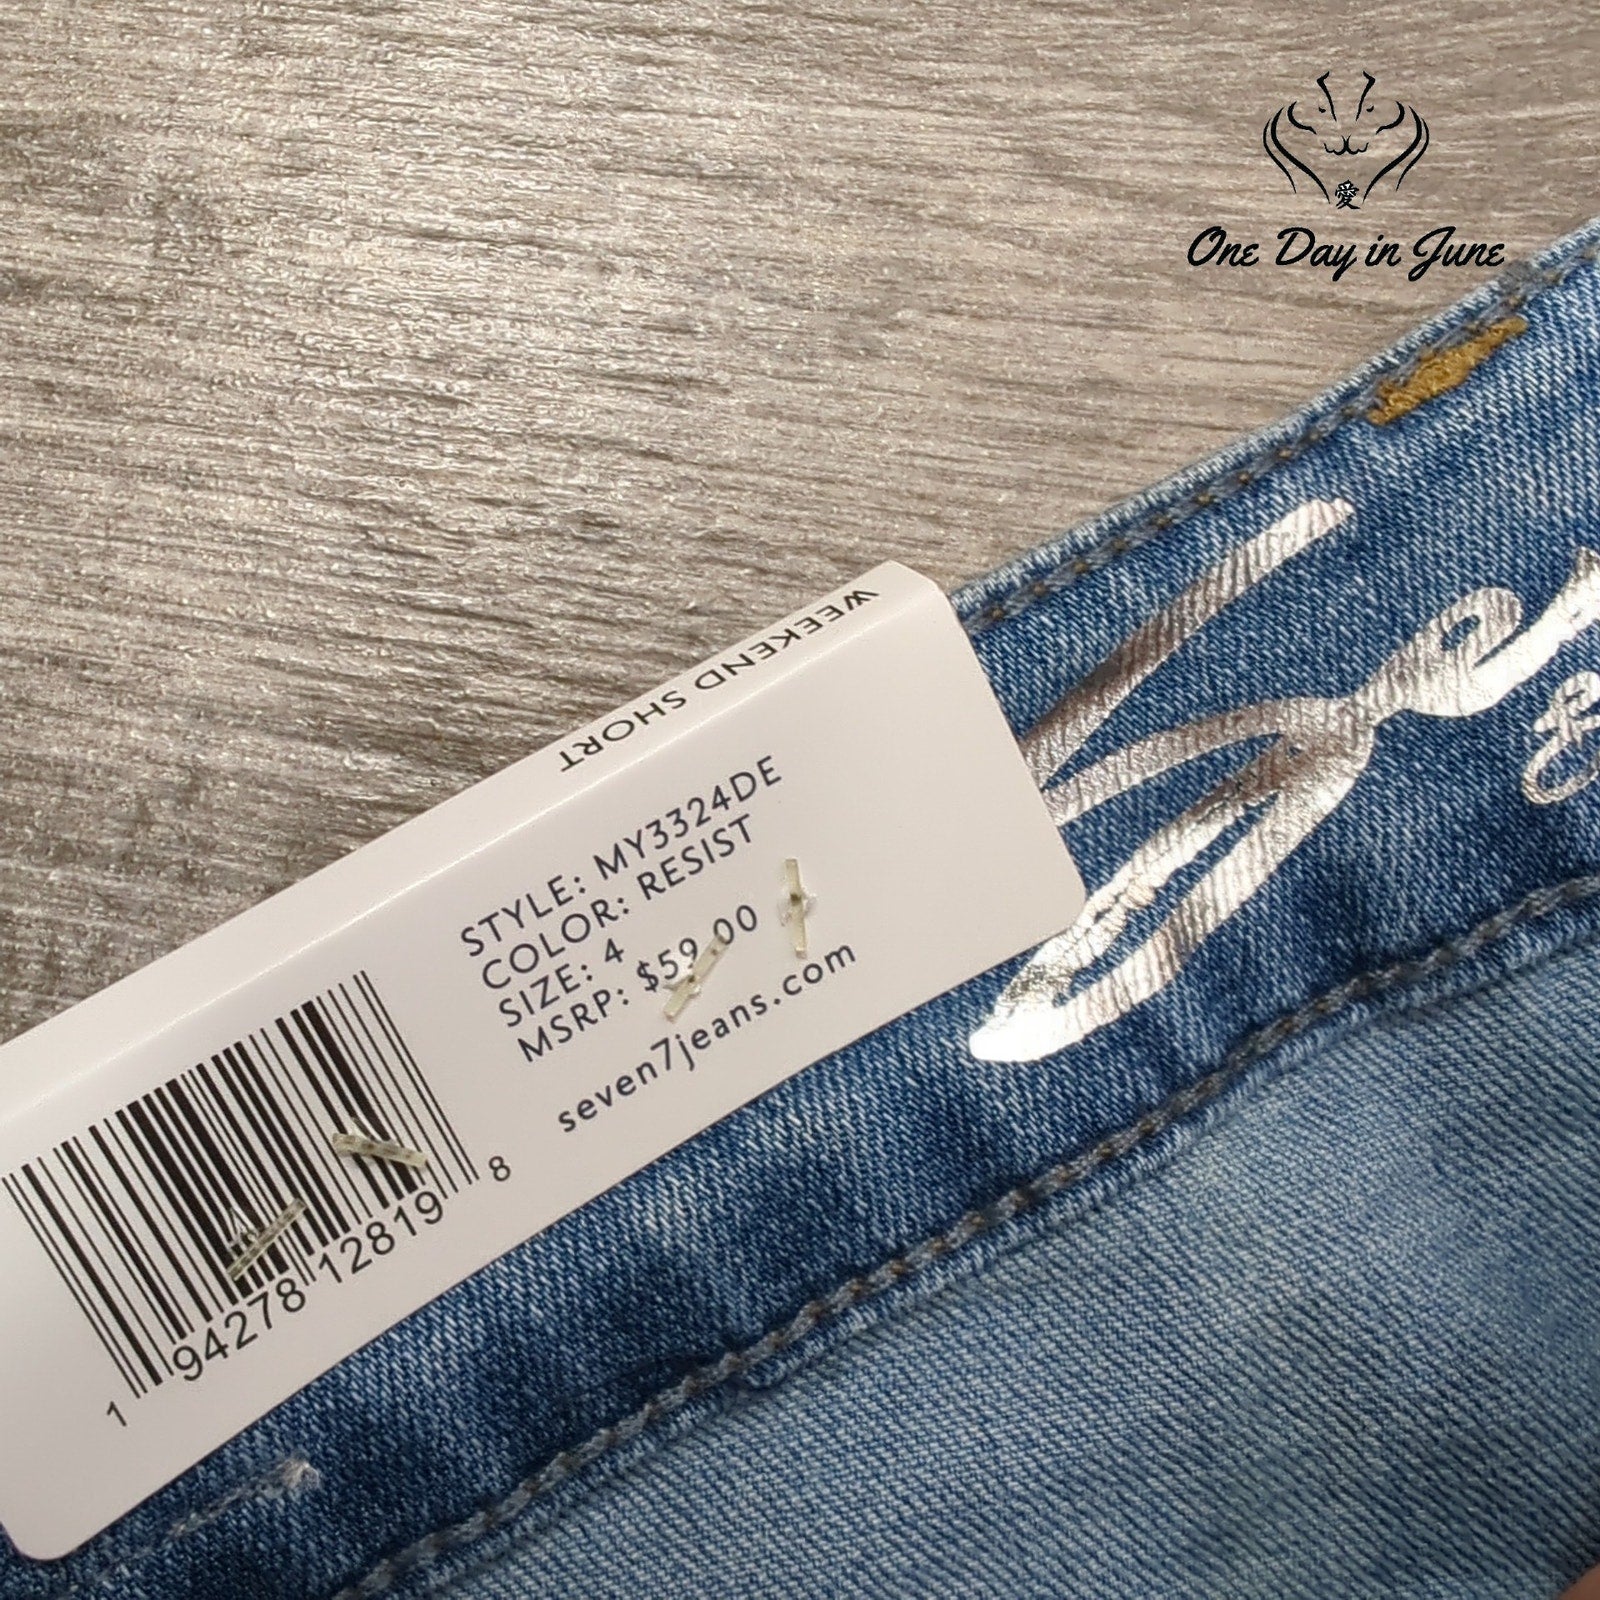 愛
One Day in June
WEEKEND SHORT
STYLE: MY3324DE
COLOR: RESIST
SIZE: 4
MSRP: $59.00
seven7jeans.com
1 94278 12819 8